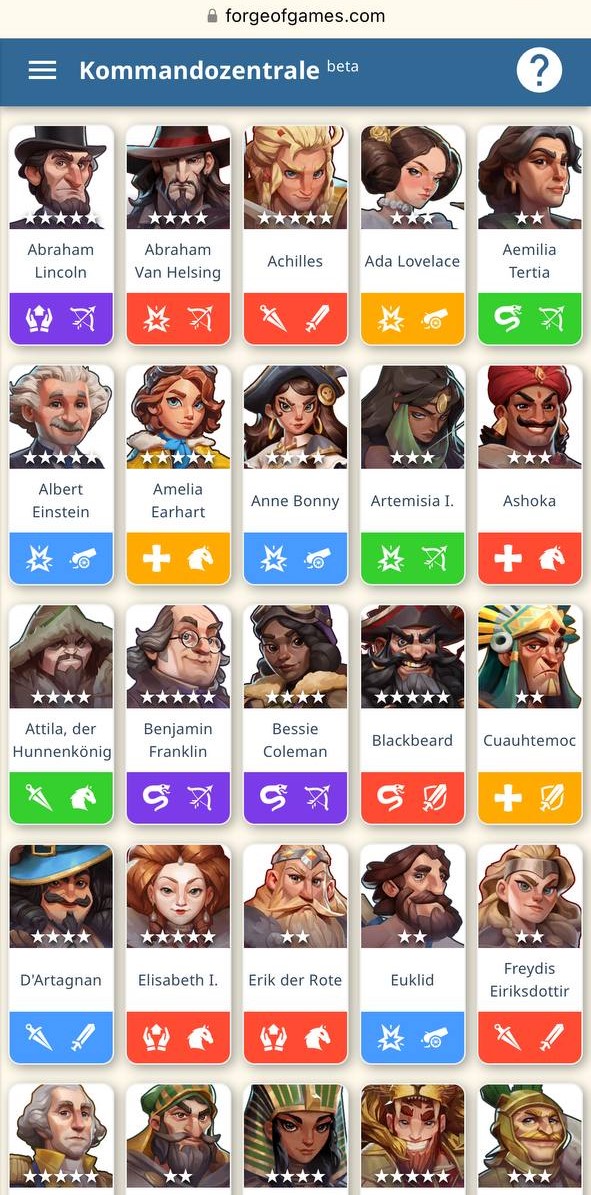 forgeofgames.com
Kommandozentrale beta
?
Abraham
Lincoln
Abraham
Van Helsing
Achilles
Ada Lovelace
Aemilia
Tertia
Albert
Einstein
Amelia
Earhart
Anne Bonny
Artemisia I.
Ashoka
Attila, der
Hunnenkönig
Benjamin
Franklin
Bessie
Coleman
Blackbeard
Cuauhtemoc
D'Artagnan
Elisabeth I.
Erik der Rote
Euklid
Freydis
Eiriksdottir